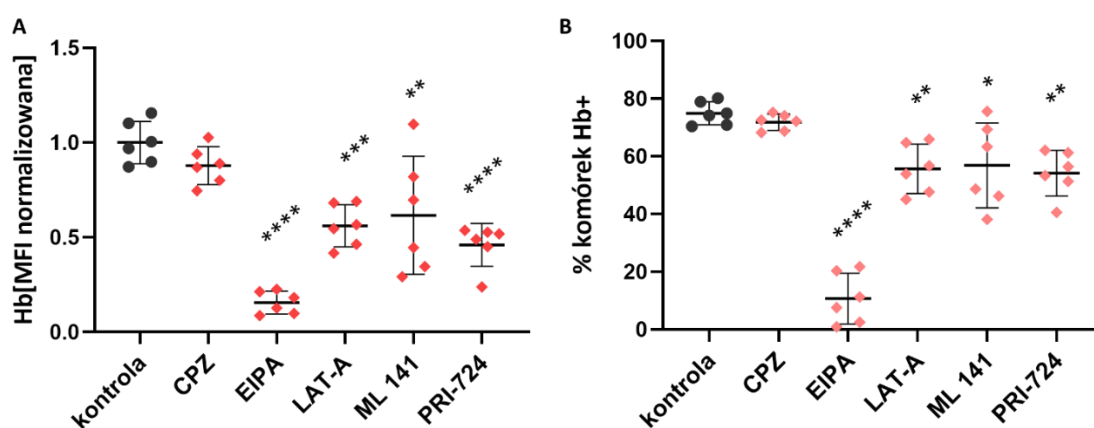 A
Hb[MFI normalizowana]
1.5
1.0
0.5
0.0
**
***
****
****
kontrola
CPZ
EIPA
LAT-A
ML 141
PRI-724
B
% komórek Hb+
100
80
60
40
20
0
**
*
**
****
kontrola
CPZ
EIPA
LAT-A
ML 141
PRI-724